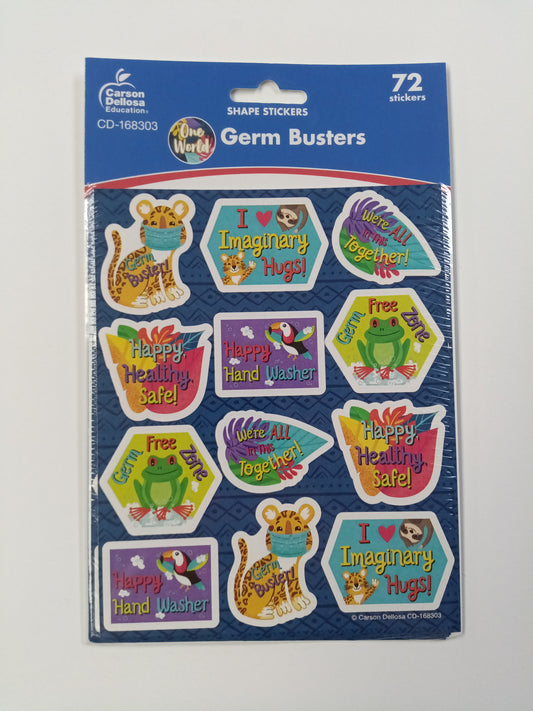 Carson
Dellosa
Education
CD-168303
SHAPE STICKERS
One
World
Germ Busters
72
stickers
Germ
Buster!
I ♥
Imaginary
Hugs!
We're All
in this
Together!
Happy,
Healthy,
Safe!
Happy
Hand Washer
Germ Free Zone
Germ Free Zone
We're All
in this
Together!
Happy,
Healthy,
Safe!
Happy
Hand Washer
Germ
Buster!
I ♥
Imaginary
Hugs!
© Carson Dellosa CD-168303